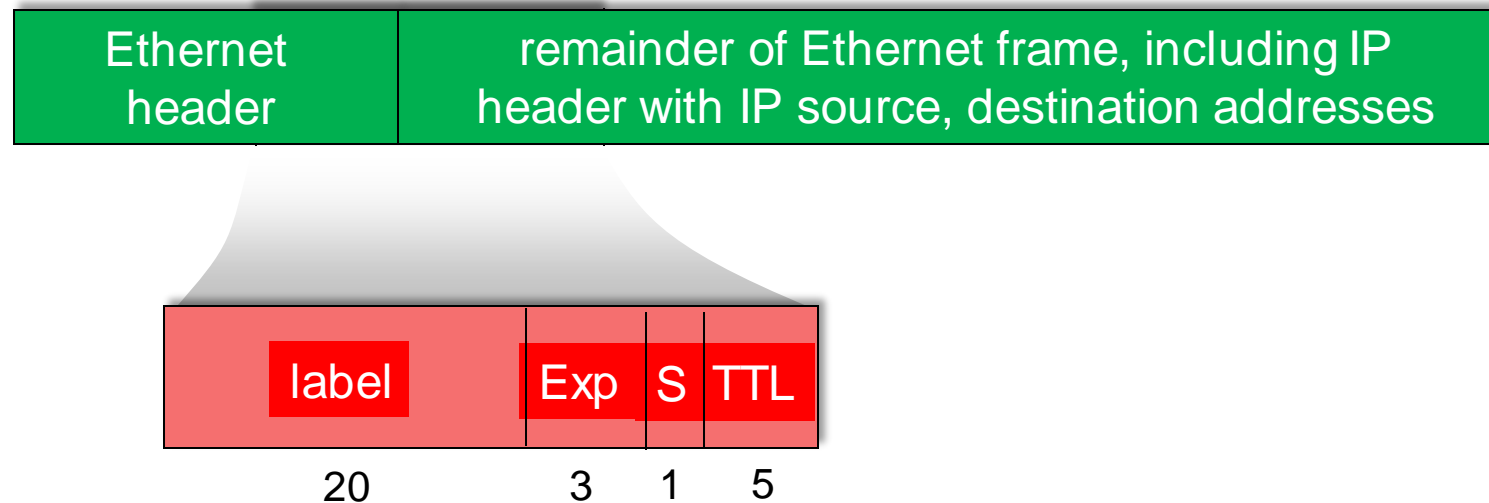 Ethernet
header
remainder of Ethernet frame, including IP
header with IP source, destination addresses
label Exp S TTL
20 3 1 5